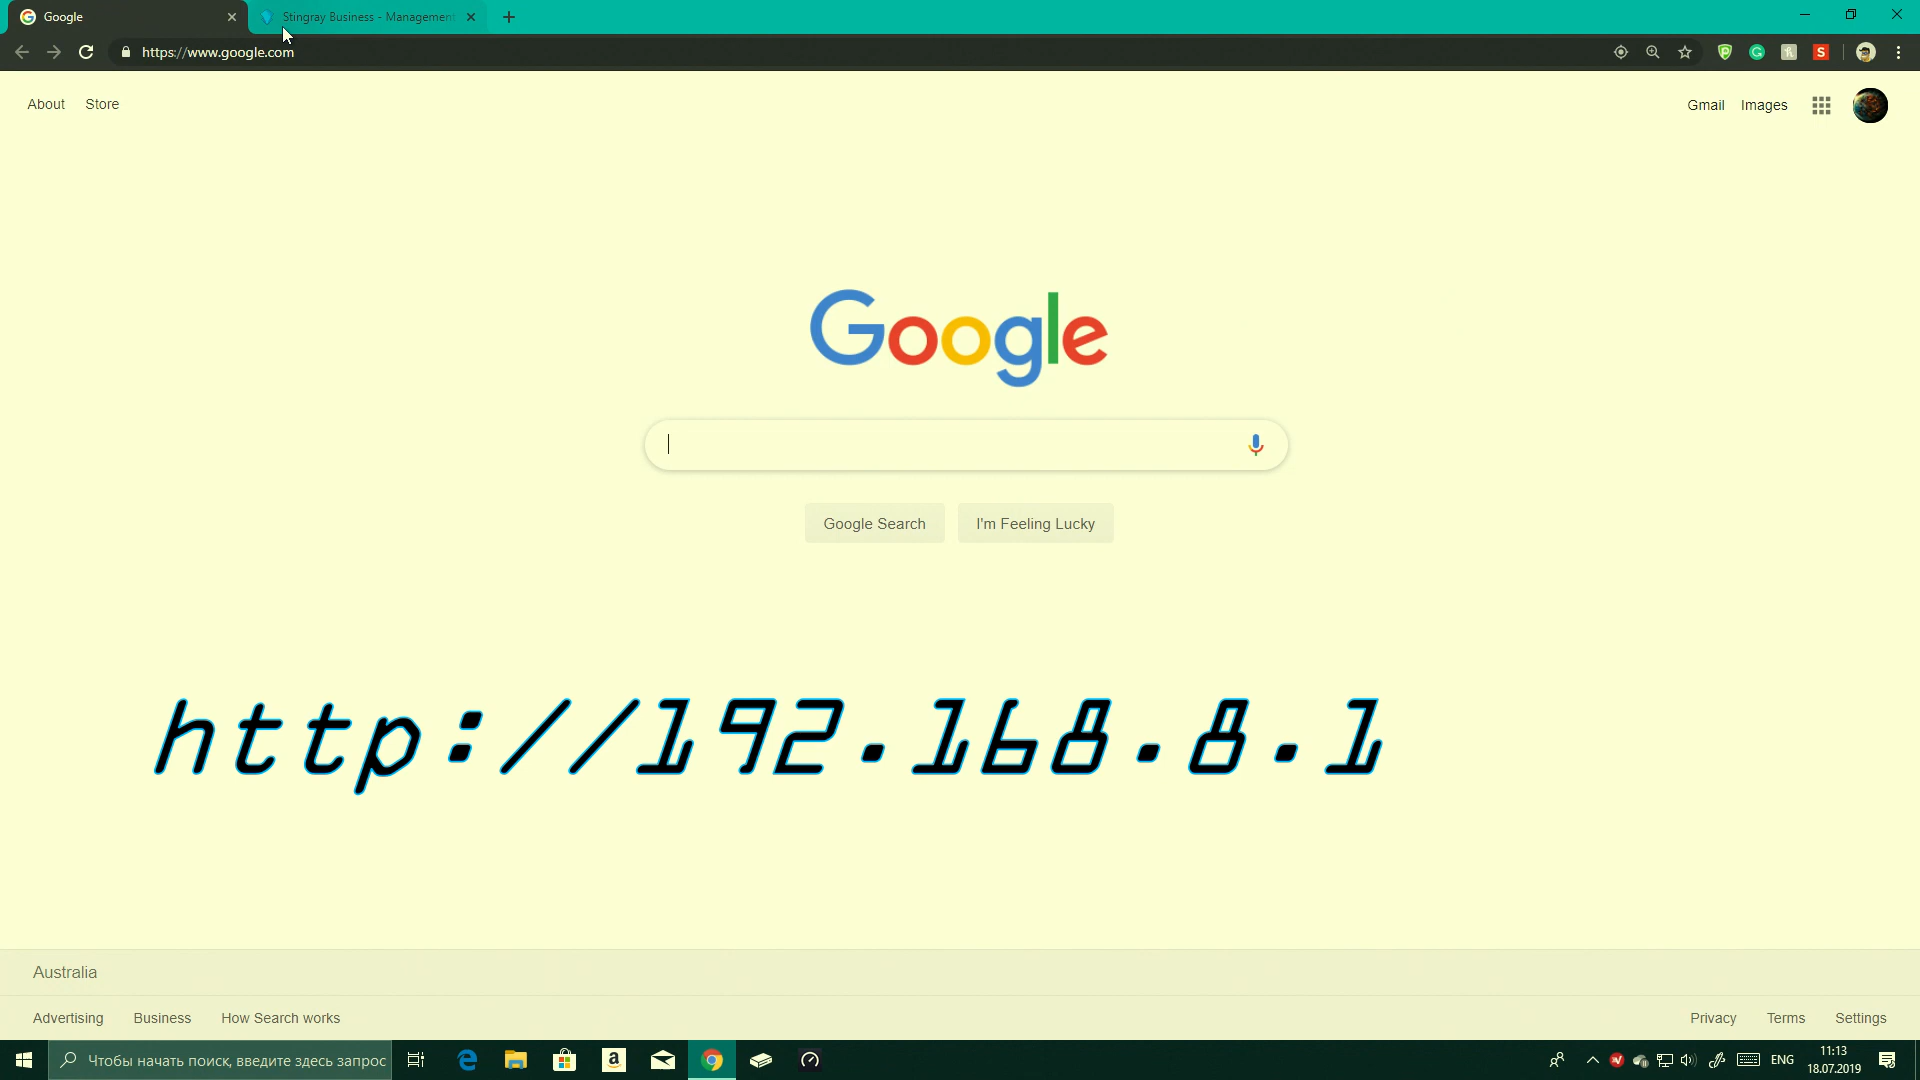 Google
Stingray Business - Management
https://www.google.com
About Store
Gmail Images
Google
Google Search I'm Feeling Lucky
http://192.168.8.1
Australia
Advertising Business How Search works
Privacy Terms Settings
Чтобы начать поиск, введите здесь запрос
ENG
11:13
18.07.2019